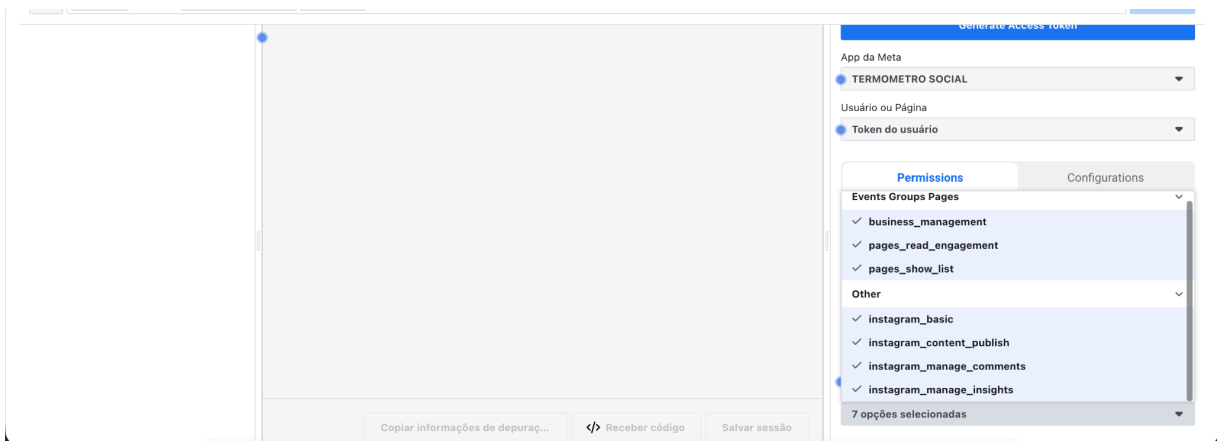 Generate Access Token
App da Meta
TERMOMETRO SOCIAL
Usuário ou Página
Token do usuário
Permissions
Configurations
Events Groups Pages
business_management
pages_read_engagement
pages_show_list
Other
instagram_basic
instagram_content_publish
instagram_manage_comments
instagram_manage_insights
7 opções selecionadas
Copiar informações de depuraç...
</> Receber código
Salvar sessão